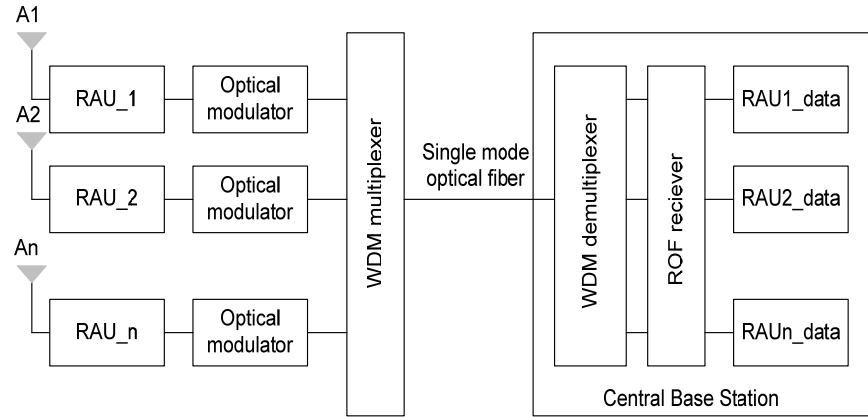 A1
RAU_1
Optical
modulator
A2
RAU_2
Optical
modulator
An
RAU_n
Optical
modulator
WDM multiplexer
Single mode
optical fiber
WDM demultiplexer
ROF reciever
RAU1_data
RAU2_data
RAUn_data
Central Base Station